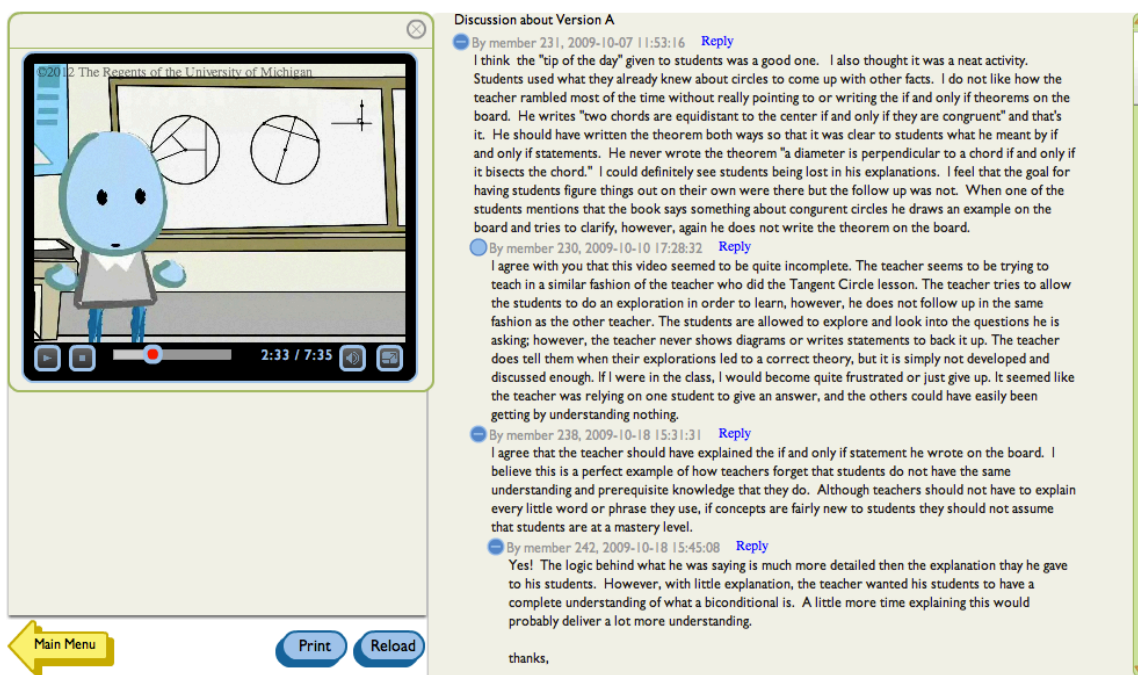 ©2012 The Regents of the University of Michigan
2:33 / 7:35
Main Menu
Print
Reload
Discussion about Version A
By member 231, 2009-10-07 11:53:16 Reply
I think the "tip of the day" given to students was a good one. I also thought it was a neat activity.
Students used what they already knew about circles to come up with other facts. I do not like how the
teacher rambled most of the time without really pointing to or writing the if and only if theorems on the
board. He writes "two chords are equidistant to the center if and only if they are congruent" and that's
it. He should have written the theorem both ways so that it was clear to students what he meant by if
and only if statements. He never wrote the theorem "a diameter is perpendicular to a chord if and only if
it bisects the chord." I could definitely see students being lost in his explanations. I feel that the goal for
having students figure things out on their own were there but the follow up was not. When one of the
students mentions that the book says something about congurent circles he draws an example on the
board and tries to clarify, however, again he does not write the theorem on the board.
By member 230, 2009-10-10 17:28:32 Reply
I agree with you that this video seemed to be quite incomplete. The teacher seems to be trying to
teach in a similar fashion of the teacher who did the Tangent Circle lesson. The teacher tries to allow
the students to do an exploration in order to learn, however, he does not follow up in the same
fashion as the other teacher. The students are allowed to explore and look into the questions he is
asking; however, the teacher never shows diagrams or writes statements to back it up. The teacher
does tell them when their explorations led to a correct theory, but it is simply not developed and
discussed enough. If I were in the class, I would become quite frustrated or just give up. It seemed like
the teacher was relying on one student to give an answer, and the others could have easily been
getting by understanding nothing.
By member 238, 2009-10-18 15:31:31 Reply
I agree that the teacher should have explained the if and only if statement he wrote on the board. I
believe this is a perfect example of how teachers forget that students do not have the same
understanding and prerequisite knowledge that they do. Although teachers should not have to explain
every little word or phrase they use, if concepts are fairly new to students they should not assume
that students are at a mastery level.
By member 242, 2009-10-18 15:45:08 Reply
Yes! The logic behind what he was saying is much more detailed then the explanation thay he gave
to his students. However, with little explanation, the teacher wanted his students to have a
complete understanding of what a biconditional is. A little more time explaining this would
probably deliver a lot more understanding.
thanks,